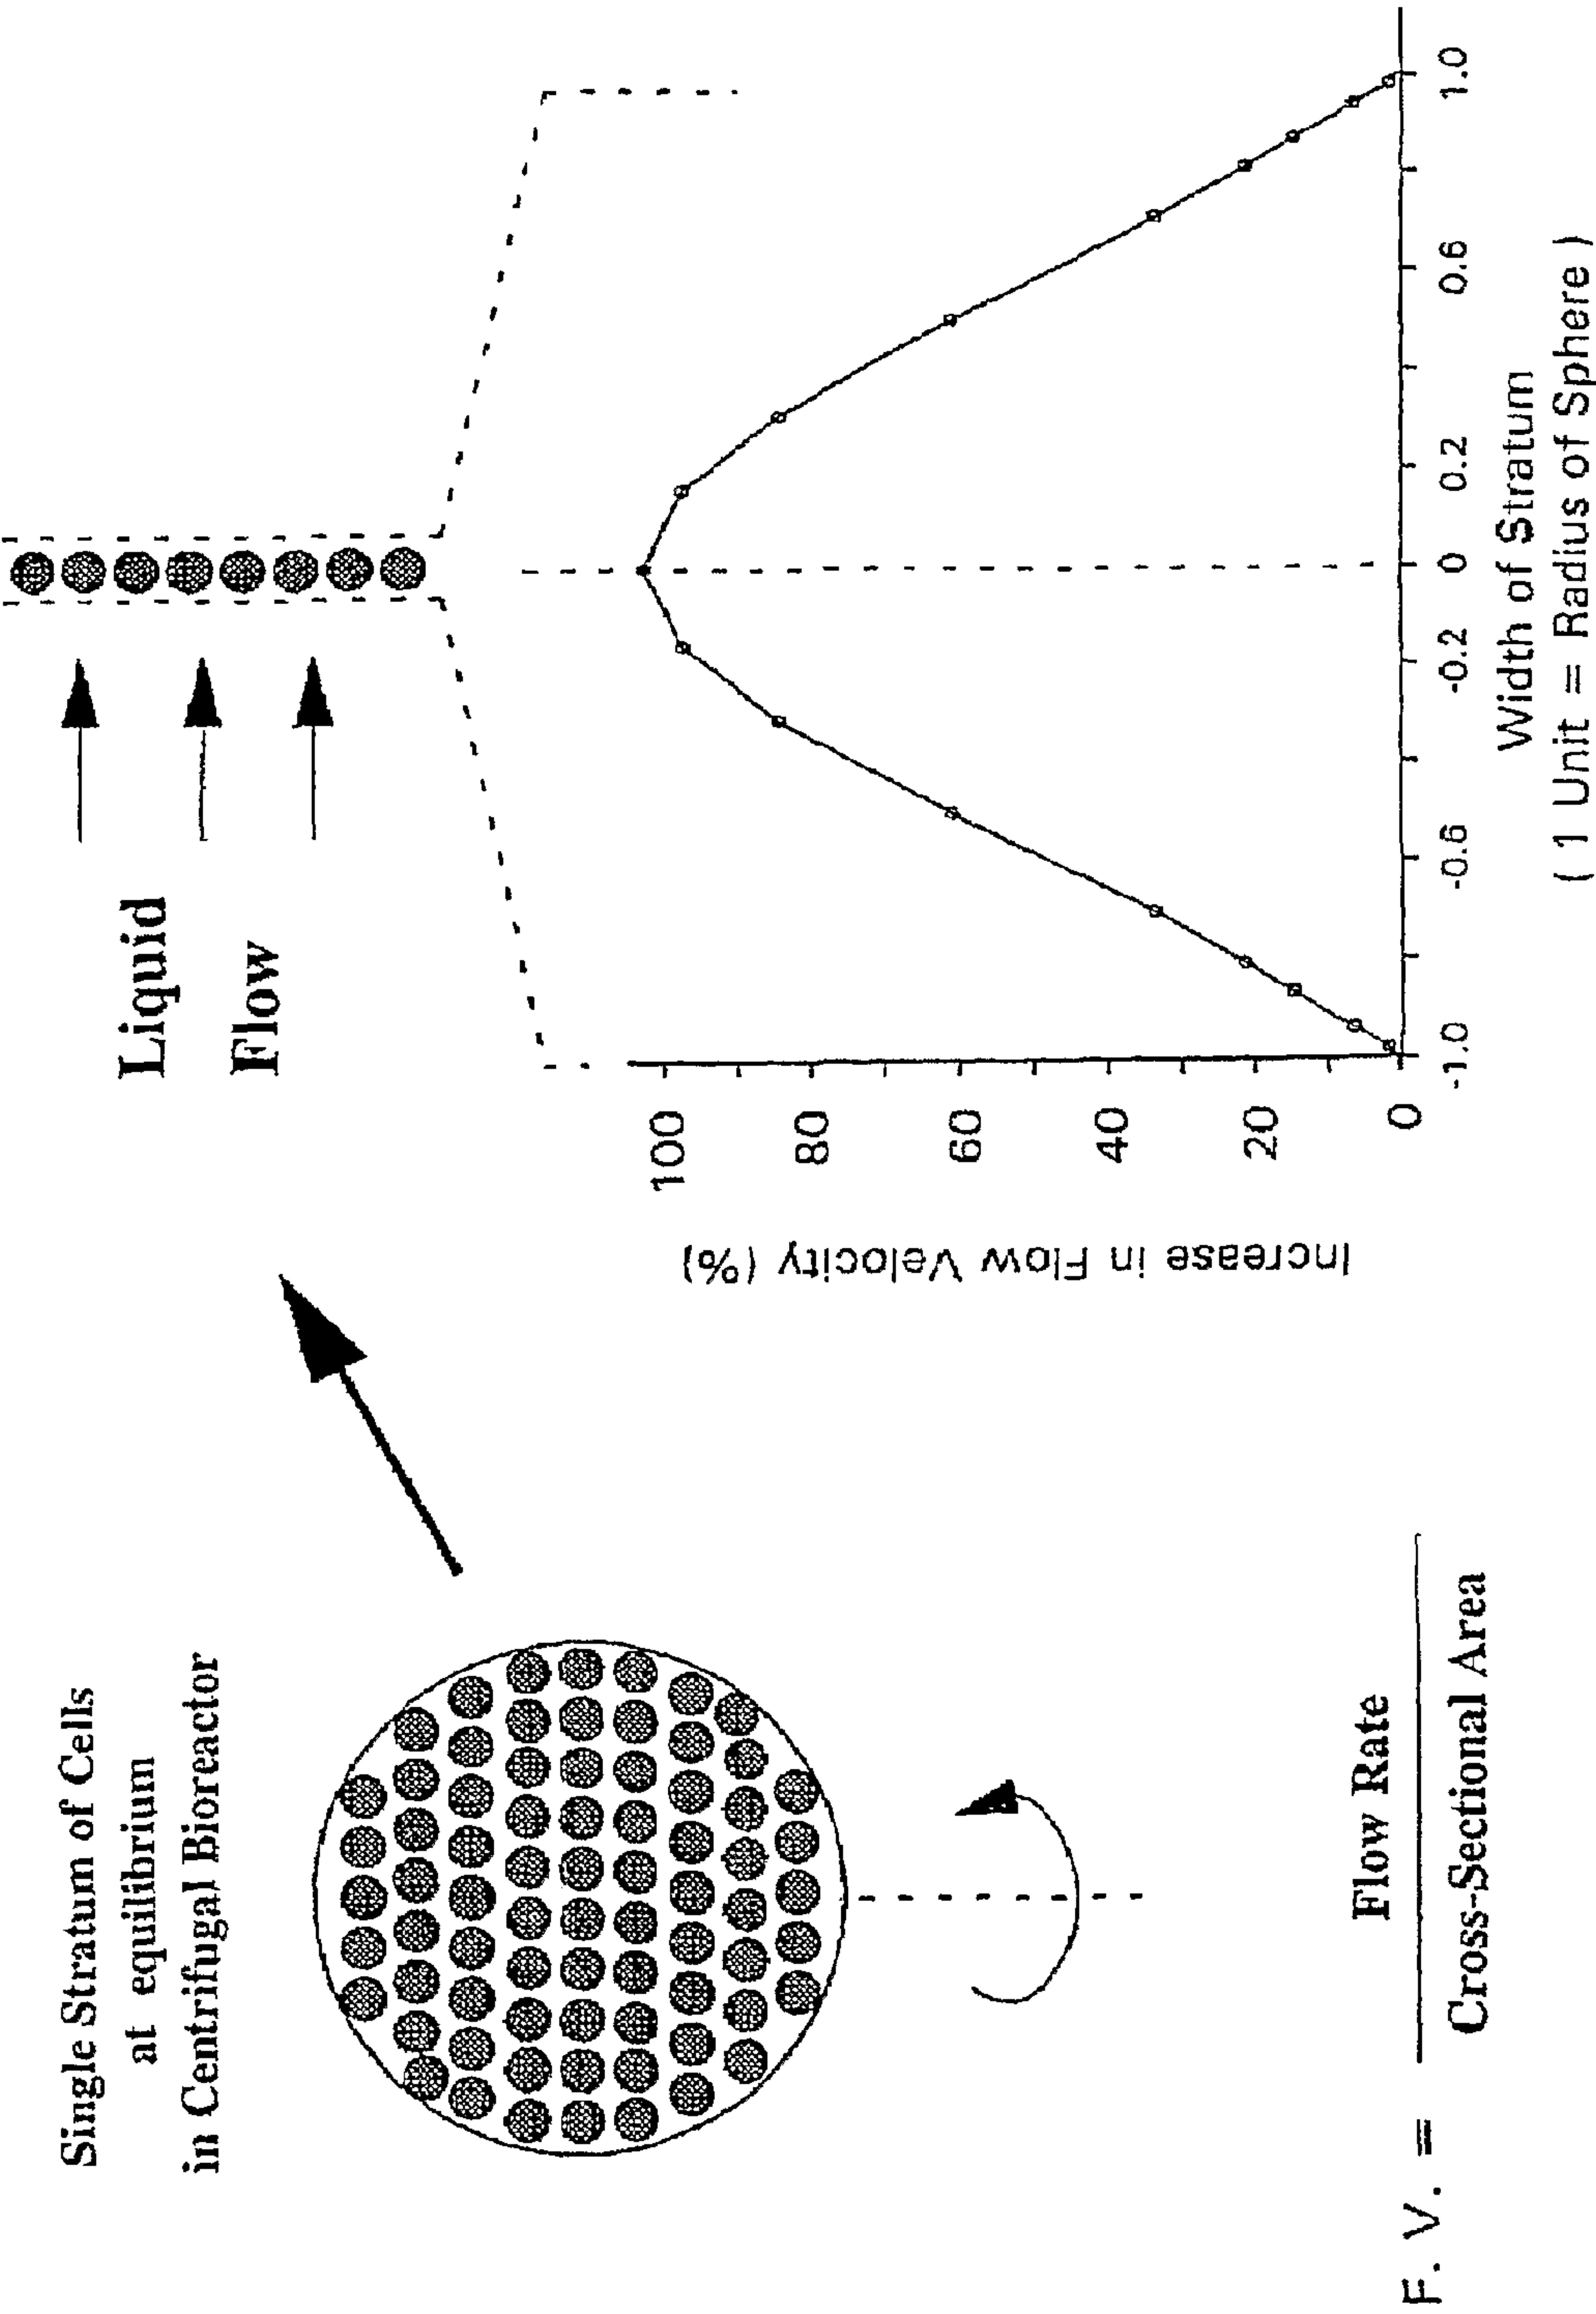 Single Stratum of Cells
at equilibrium
in Centrifugal Bioreactor
F. V. =
Flow Rate
Cross-Sectional Area
Liquid
Flow
Increase in Flow Velocity (%)
100
80
60
40
20
0
-1.0
-0.6
-0.2
0
0.2
0.6
1.0
Width of Stratum
( 1 Unit = Radius of Sphere )